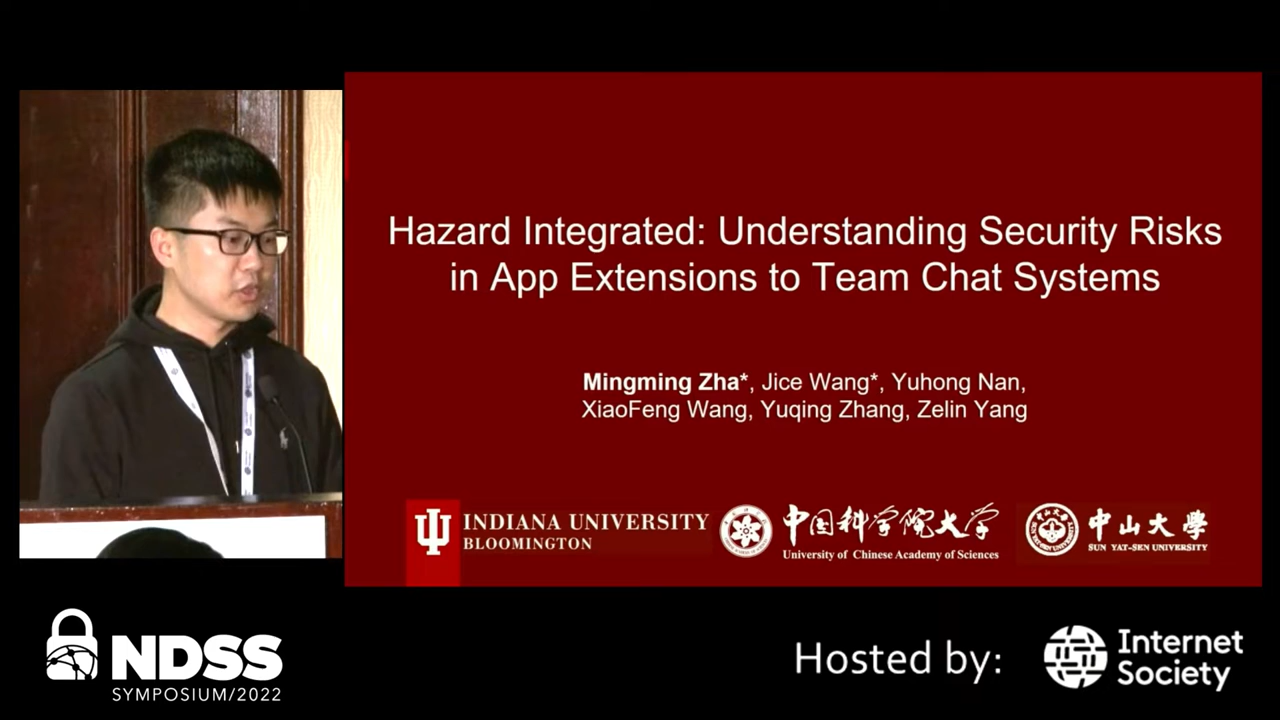 Hazard Integrated: Understanding Security Risks
in App Extensions to Team Chat Systems
Mingming Zha*, Jice Wang*, Yuhong Nan,
XiaoFeng Wang, Yuqing Zhang, Zelin Yang
INDIANA UNIVERSITY
BLOOMINGTON
中国科学院大学
University of Chinese Academy of Sciences
中山大學
SUN YAT-SEN UNIVERSITY
NDSS
SYMPOSIUM/2022
Hosted by:
Internet
Society